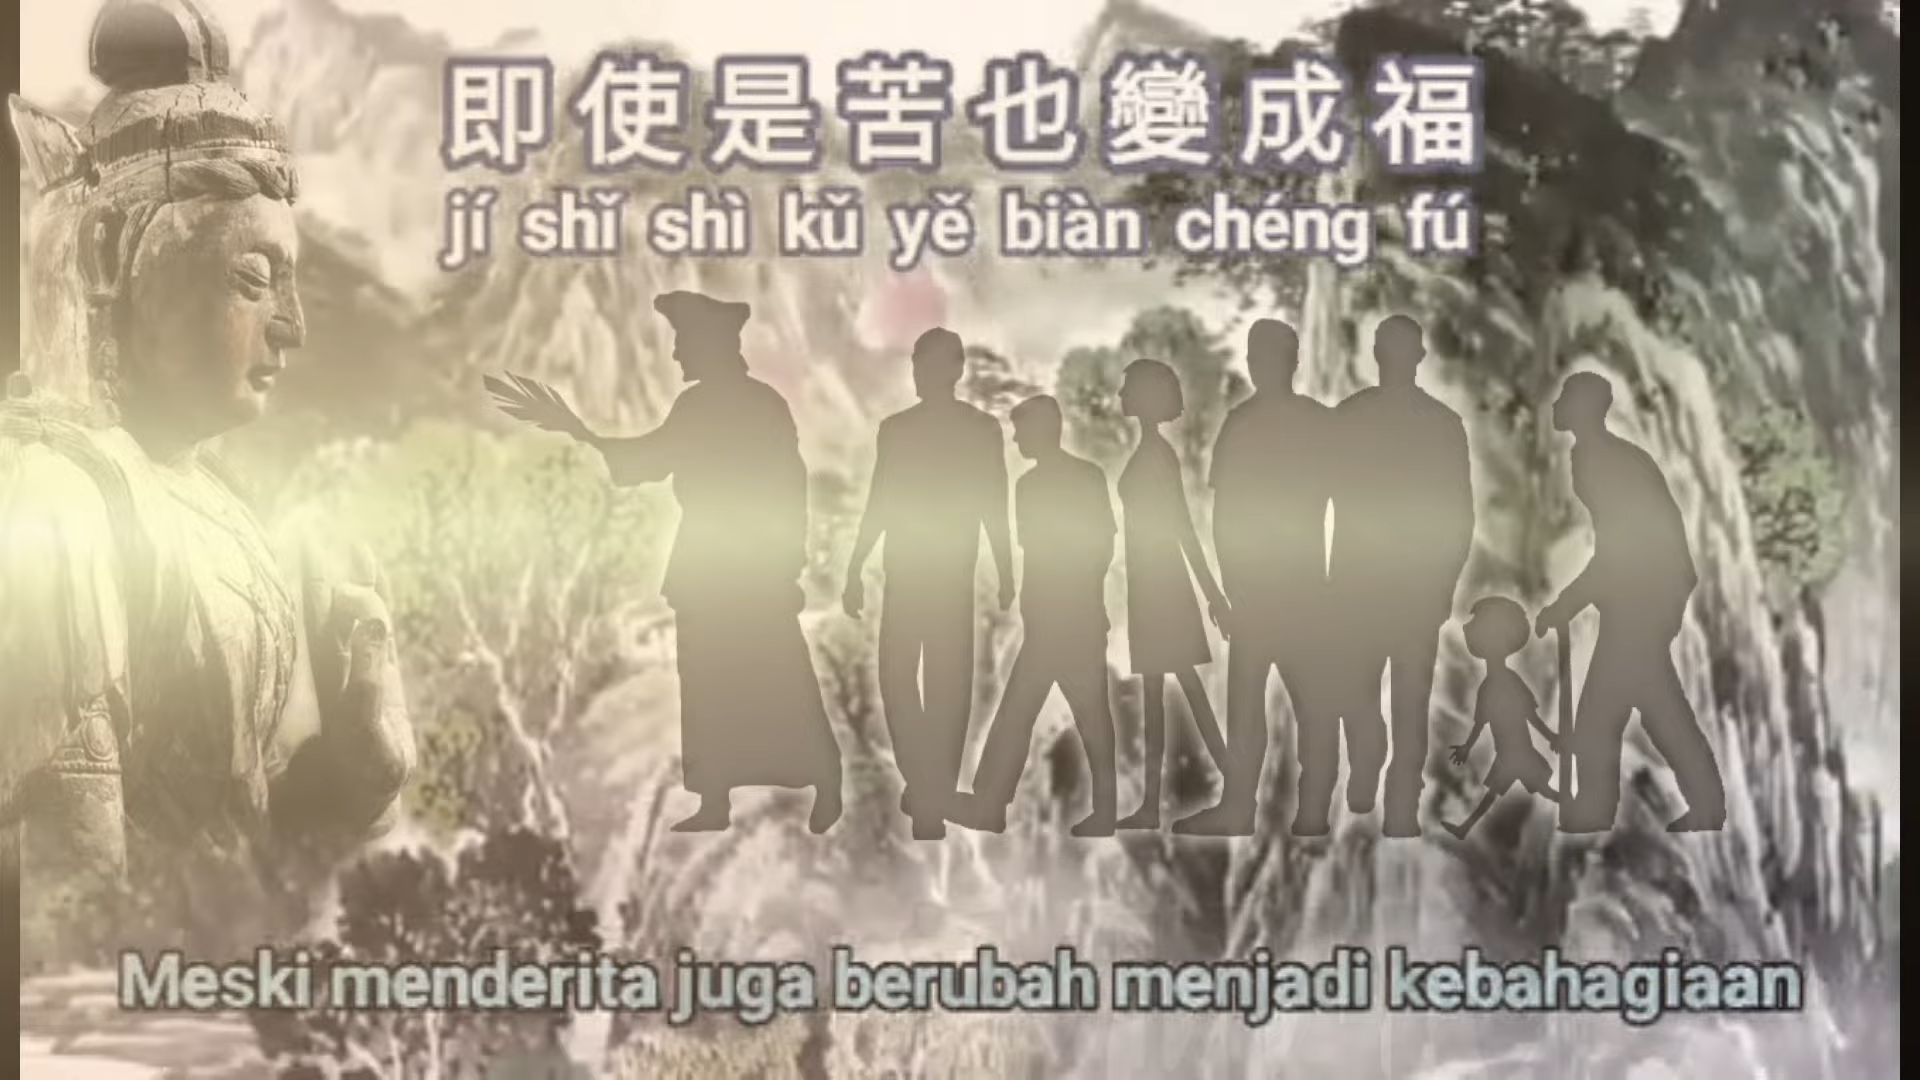 即使是苦也變成福
jí shǐ shì kǔ yě biàn chéng fú
Meski menderita juga berubah menjadi kebahagiaan